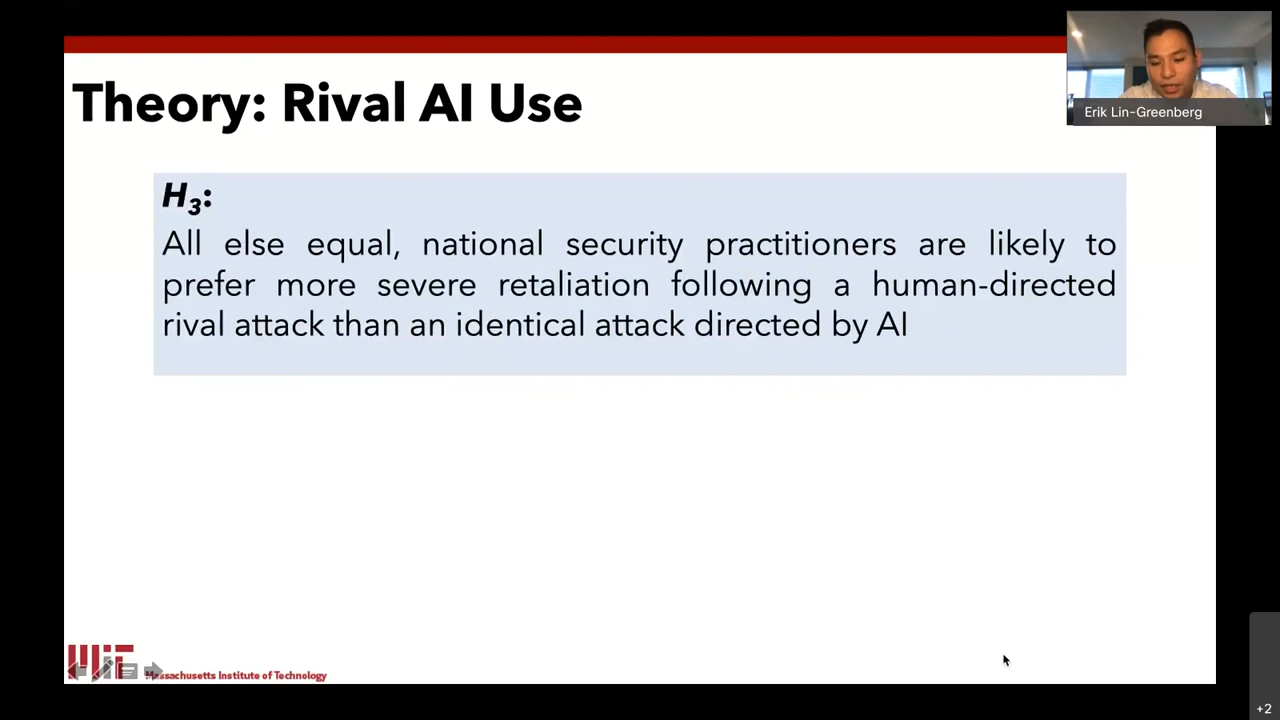 Theory: Rival AI Use
Erik Lin-Greenberg
H3:
All else equal, national security practitioners are likely to
prefer more severe retaliation following a human-directed
rival attack than an identical attack directed by AI
Massachusetts Institute of Technology
+2